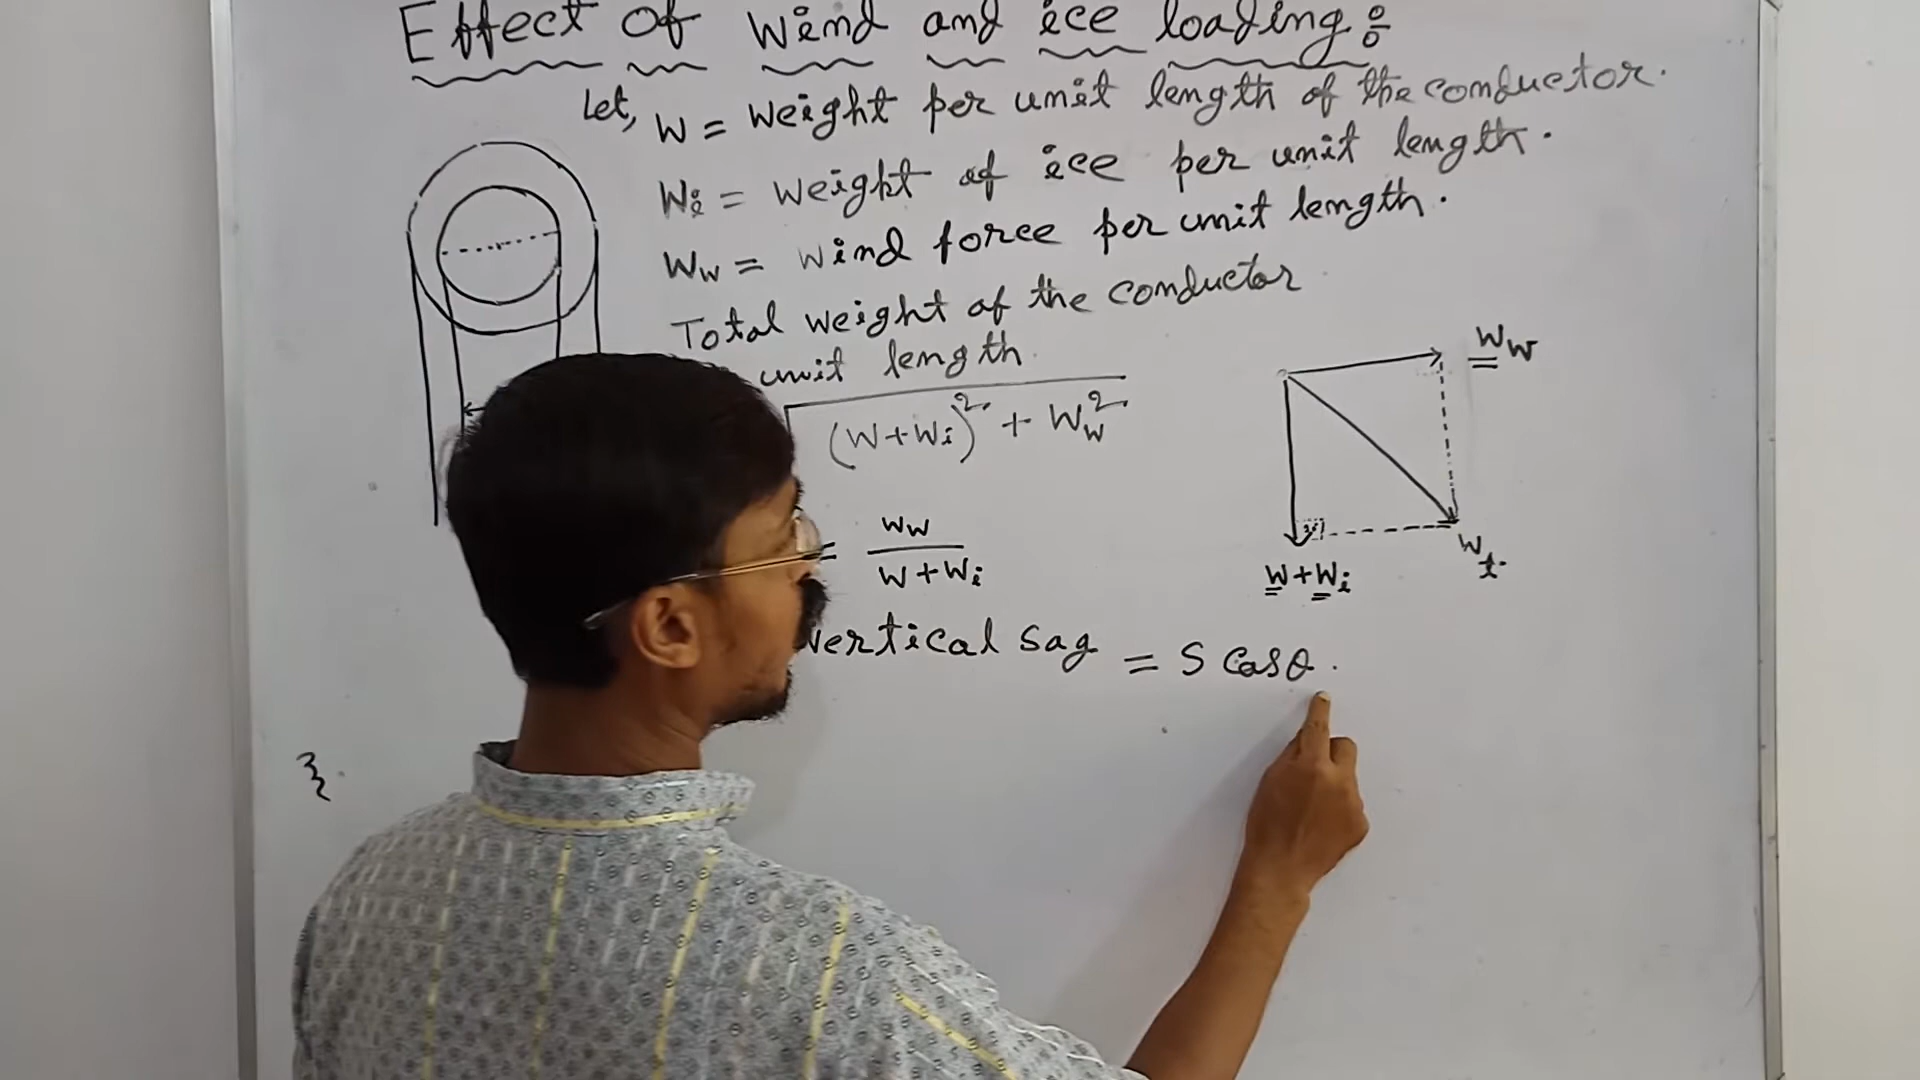 Effect of Wind and ice loading:
Let, W = weight per unit length of the conductor.
Wi = weight of ice per unit length.
Ww = wind force per unit length.
Total weight of the conductor
unit length
√(W+Wi)² + Ww²
= Ww / W+Wi
vertical sag = S Cosθ.
Ww
Wt.
W+Wi